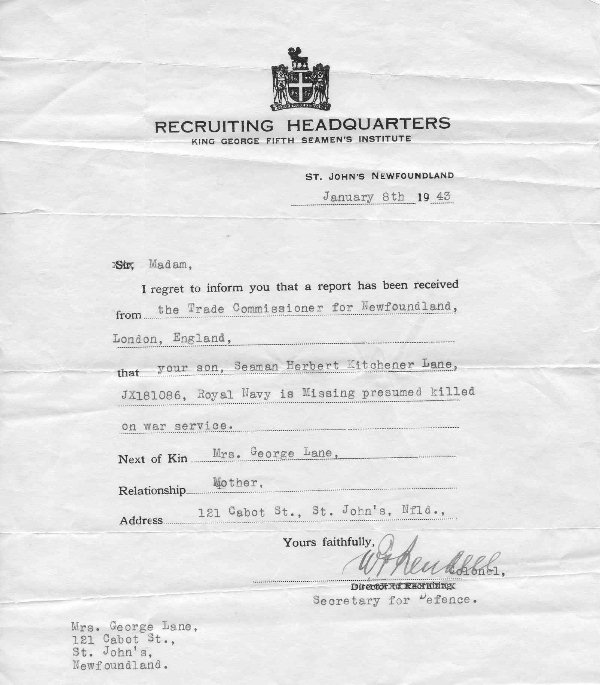 RECRUITING HEADQUARTERS
KING GEORGE FIFTH SEAMEN'S INSTITUTE
ST. JOHN'S NEWFOUNDLAND
January 8th 1943
Sir, Madam,
I regret to inform you that a report has been received
from the Trade Commissioner for Newfoundland,
London, England,
that your son, Seaman Herbert Kitchener Lane,
JX181086, Royal Navy is Missing presumed killed
on war service.
Next of Kin Mrs. George Lane,
Relationship Mother,
Address 121 Cabot St., St. John's, Nfld.,
Yours faithfully,
Colonel,
Director of Recruiting
Secretary for Defence.
Mrs. George Lane,
121 Cabot St.,
St. John's,
Newfoundland.